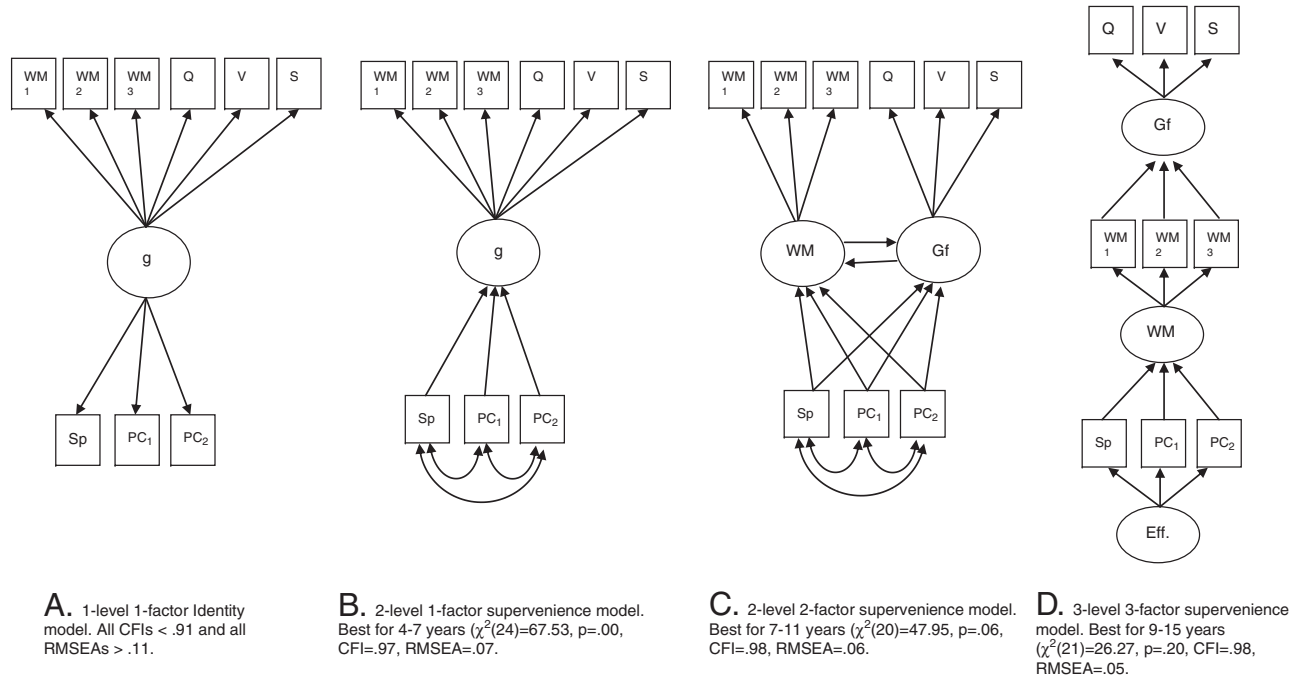 WM 1
WM 2
WM 3
Q
V
S
g
Sp
PC1
PC2
A. 1-level 1-factor Identity
model. All CFIs < .91 and all
RMSEAs > .11.
WM 1
WM 2
WM 3
Q
V
S
g
Sp
PC1
PC2
B. 2-level 1-factor supervenience model.
Best for 4-7 years (χ2(24)=67.53, p=.00,
CFI=.97, RMSEA=.07.
WM 1
WM 2
WM 3
Q
V
S
WM
Gf
Sp
PC1
PC2
C. 2-level 2-factor supervenience model.
Best for 7-11 years (χ2(20)=47.95, p=.06,
CFI=.98, RMSEA=.06.
Q
V
S
Gf
WM 1
WM 2
WM 3
WM
Sp
PC1
PC2
Eff.
D. 3-level 3-factor supervenience
model. Best for 9-15 years
(χ2(21)=26.27, p=.20, CFI=.98,
RMSEA=.05.